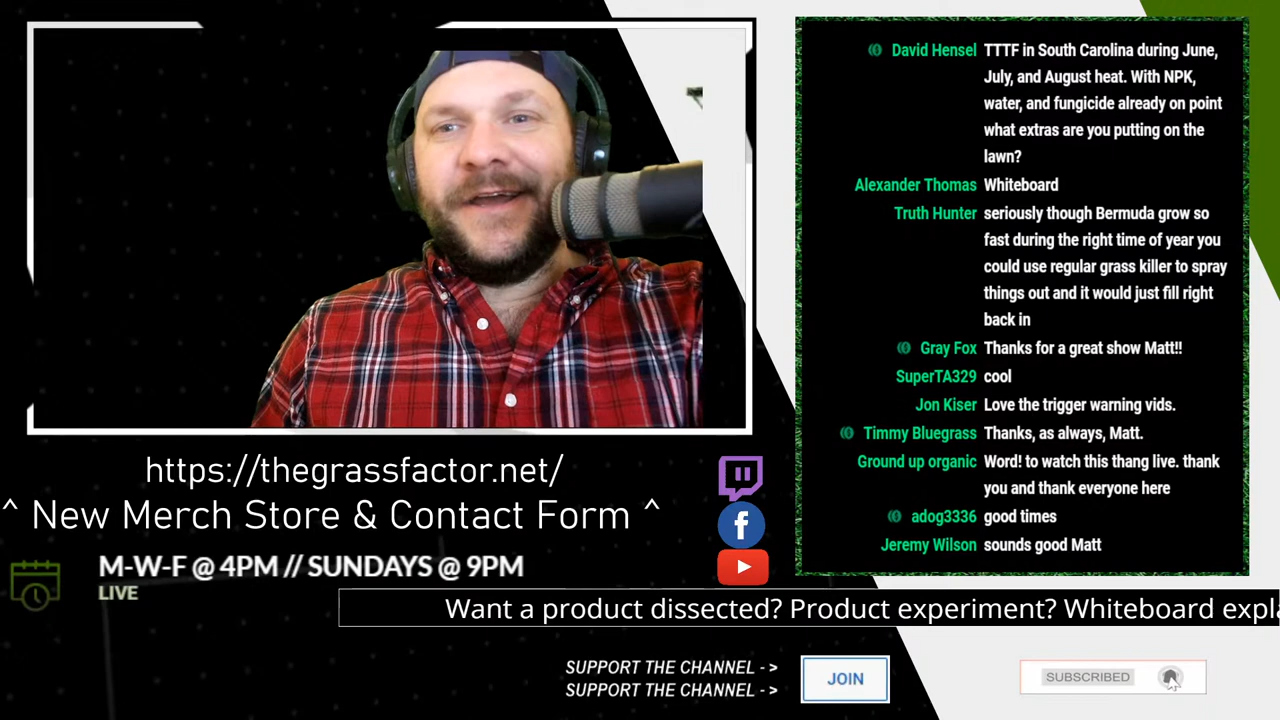 David Hensel TTTF in South Carolina during June,
July, and August heat. With NPK,
water, and fungicide already on point
what extras are you putting on the
lawn?
Alexander Thomas Whiteboard
Truth Hunter seriously though Bermuda grow so
fast during the right time of year you
could use regular grass killer to spray
things out and it would just fill right
back in
Gray Fox Thanks for a great show Matt!!
SuperTA329 cool
Jon Kiser Love the trigger warning vids.
Timmy Bluegrass Thanks, as always, Matt.
Ground up organic Word! to watch this thang live. thank
you and thank everyone here
adog3336 good times
Jeremy Wilson sounds good Matt
https://thegrassfactor.net/
^ New Merch Store & Contact Form ^
M-W-F @ 4PM // SUNDAYS @ 9PM
LIVE
Want a product dissected? Product experiment? Whiteboard expla
SUPPORT THE CHANNEL - >
SUPPORT THE CHANNEL - >
JOIN
SUBSCRIBED